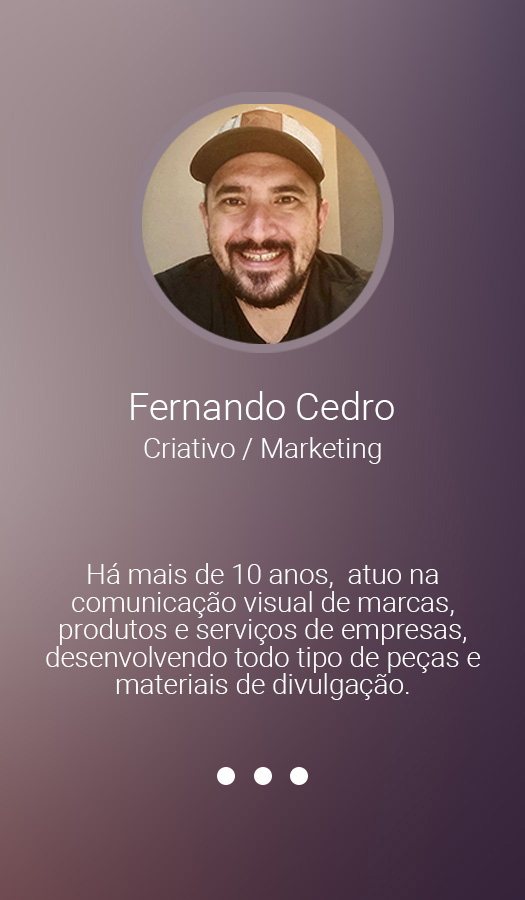 Fernando Cedro
Criativo / Marketing
Há mais de 10 anos,  atuo na
comunicação visual de marcas,
produtos e serviços de empresas,
desenvolvendo todo tipo de peças e
materiais de divulgação.